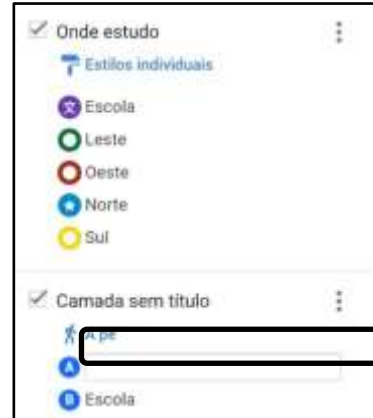 Onde estudo
Estilos individuais
Escola
Leste
Oeste
Norte
Sul
Camada sem título
A pé
A
B Escola